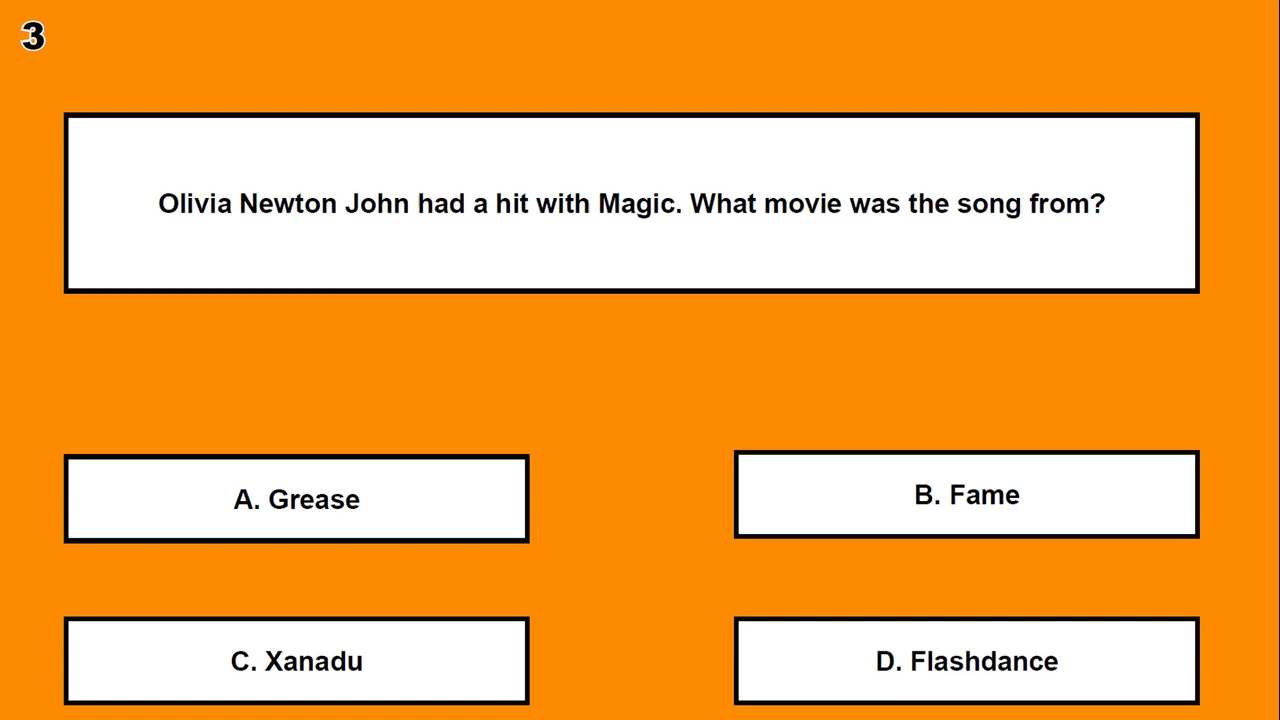 3
Olivia Newton John had a hit with Magic. What movie was the song from?
A. Grease
B. Fame
C. Xanadu
D. Flashdance